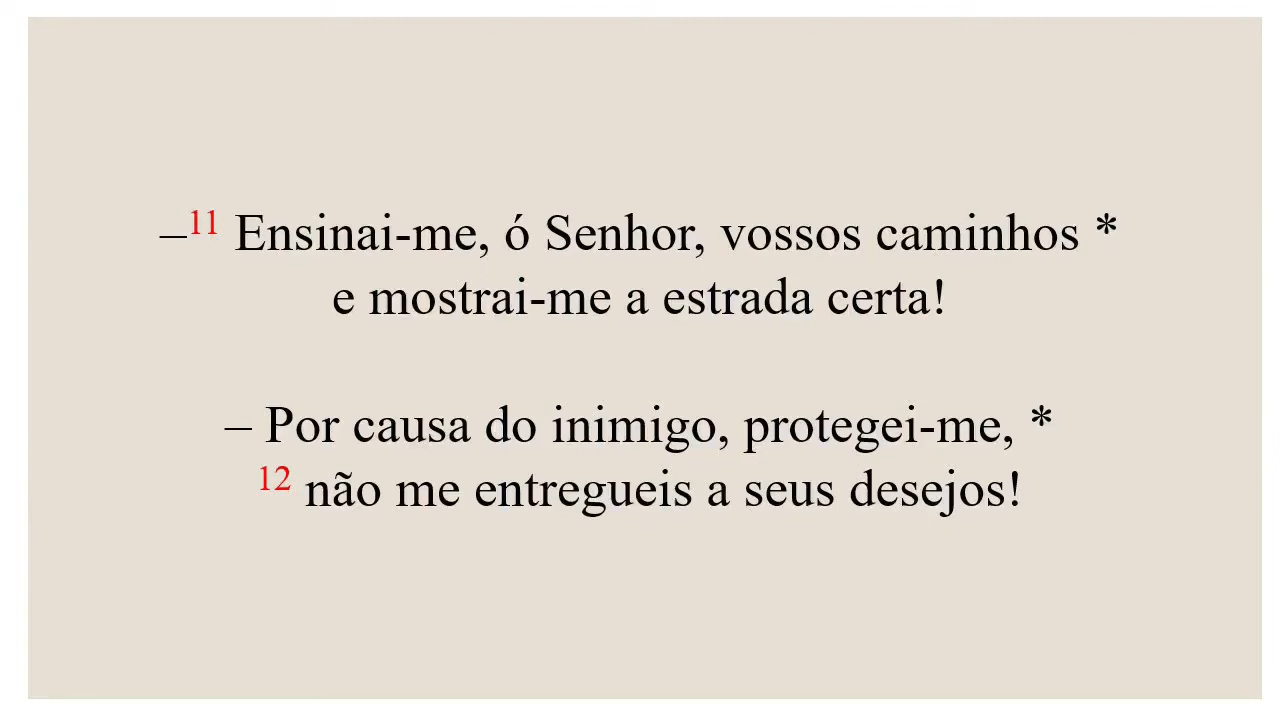 –11 Ensinai-me, ó Senhor, vossos caminhos *
e mostrai-me a estrada certa!
– Por causa do inimigo, protegei-me, *
12 não me entregueis a seus desejos!